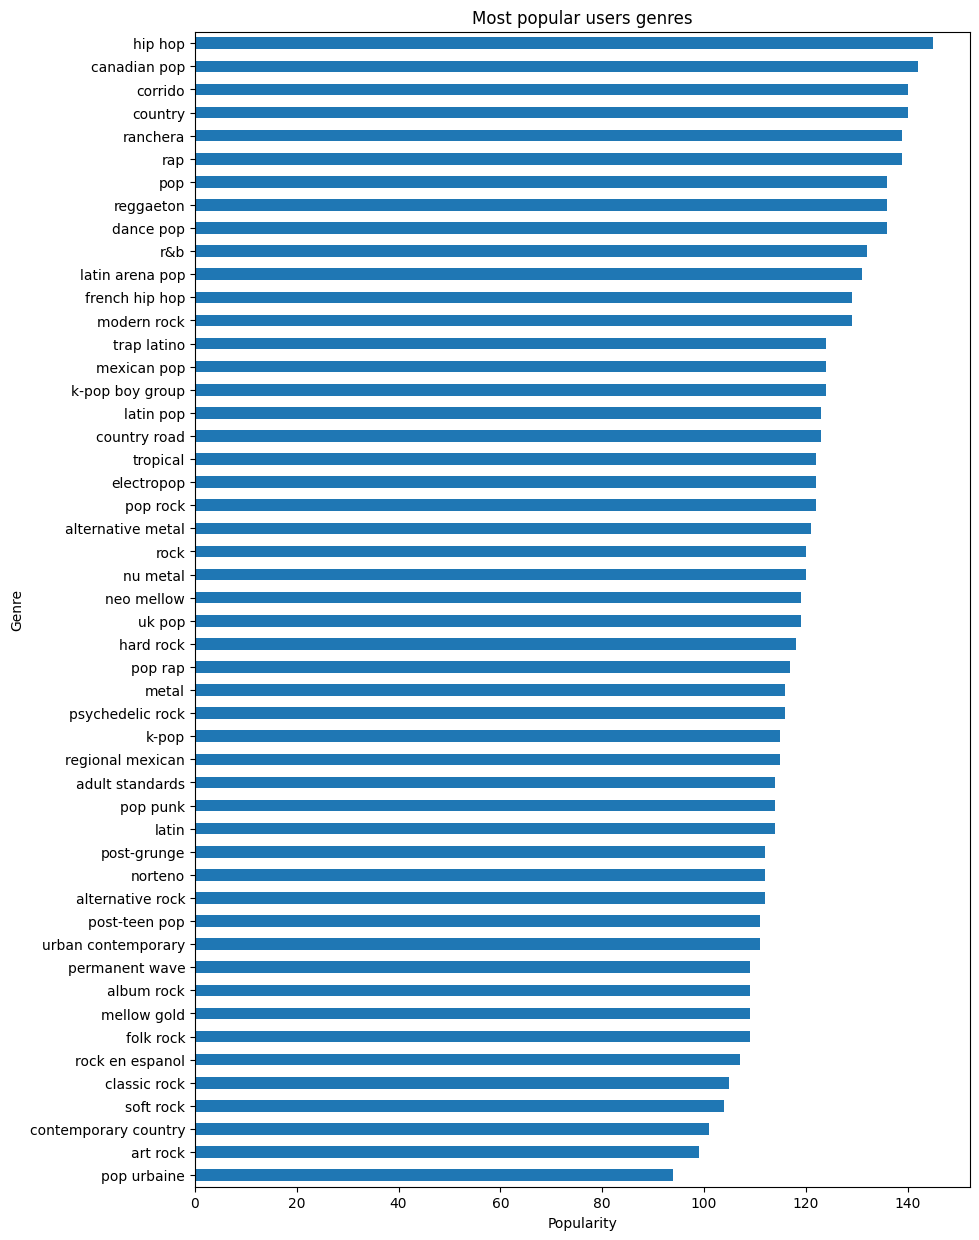 Most popular users genres
hip hop
canadian pop
corrido
country
ranchera
rap
pop
reggaeton
dance pop
r&b
latin arena pop
french hip hop
modern rock
trap latino
mexican pop
k-pop boy group
latin pop
country road
tropical
electropop
pop rock
alternative metal
rock
nu metal
neo mellow
uk pop
hard rock
pop rap
metal
psychedelic rock
k-pop
regional mexican
adult standards
pop punk
latin
post-grunge
norteno
alternative rock
post-teen pop
urban contemporary
permanent wave
album rock
mellow gold
folk rock
rock en espanol
classic rock
soft rock
contemporary country
art rock
pop urbaine
Genre
0 20 40 60 80 100 120 140
Popularity